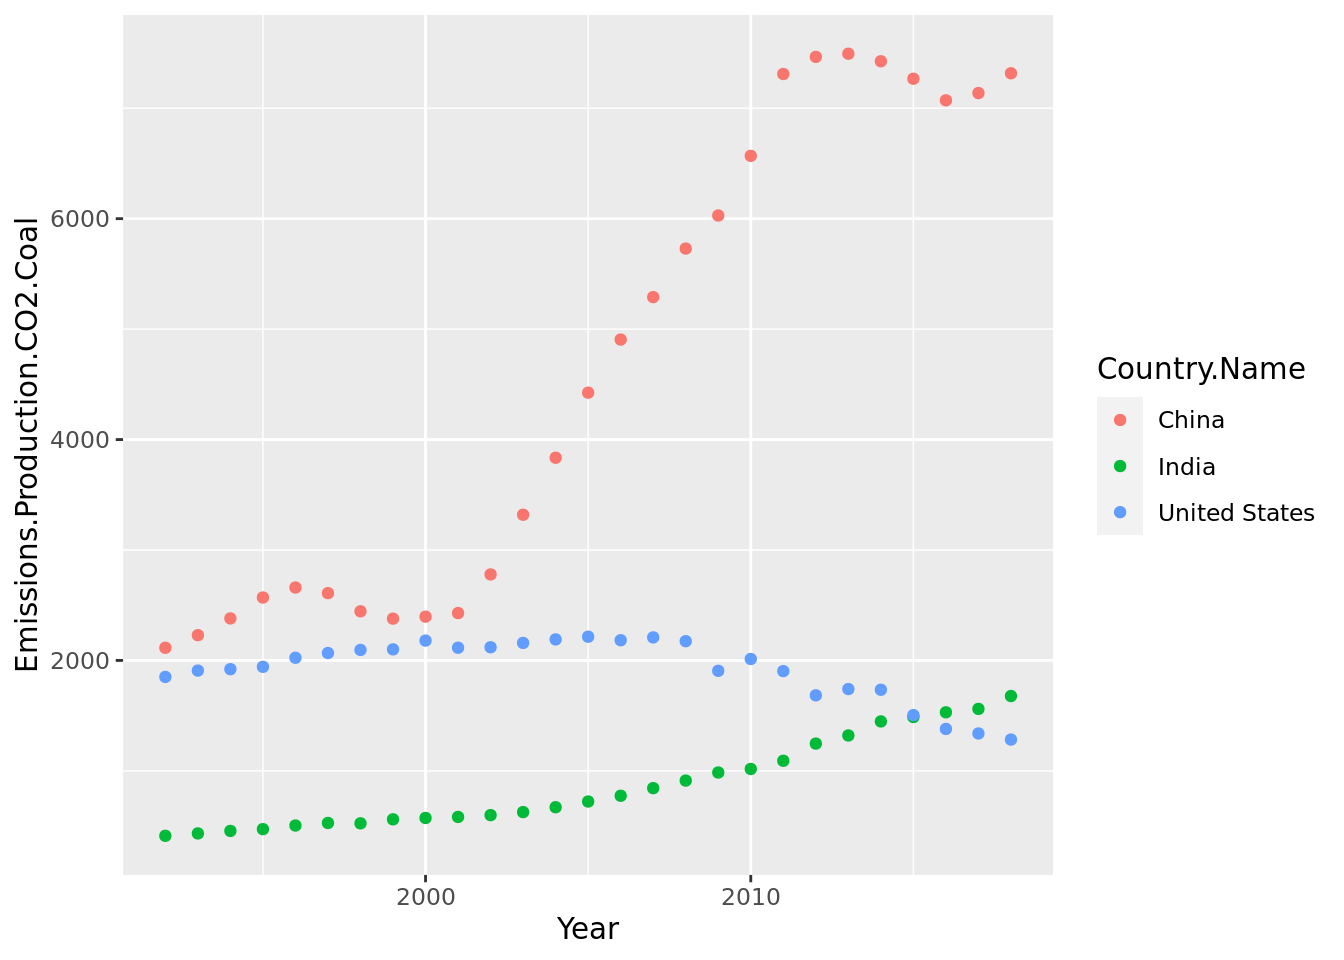 Emissions.Production.CO2.Coal
6000
4000
2000
2000
2010
Year
Country.Name
China
India
United States